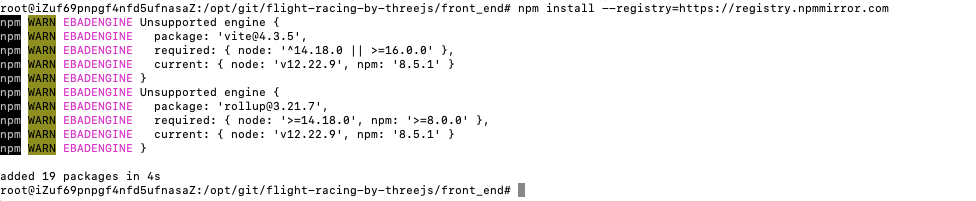 root@iZuf69pnpgf4nfd5ufnasaZ:/opt/git/flight-racing-by-threejs/front_end# npm install --registry=https://registry.npmmirror.com
npm WARN EBADENGINE Unsupported engine {
npm WARN EBADENGINE   package: 'vite@4.3.5',
npm WARN EBADENGINE   required: { node: '^14.18.0 || >=16.0.0' },
npm WARN EBADENGINE   current: { node: 'v12.22.9', npm: '8.5.1' }
npm WARN EBADENGINE }
npm WARN EBADENGINE Unsupported engine {
npm WARN EBADENGINE   package: 'rollup@3.21.7',
npm WARN EBADENGINE   required: { node: '>=14.18.0', npm: '>=8.0.0' },
npm WARN EBADENGINE   current: { node: 'v12.22.9', npm: '8.5.1' }
npm WARN EBADENGINE }
added 19 packages in 4s
root@iZuf69pnpgf4nfd5ufnasaZ:/opt/git/flight-racing-by-threejs/front_end#